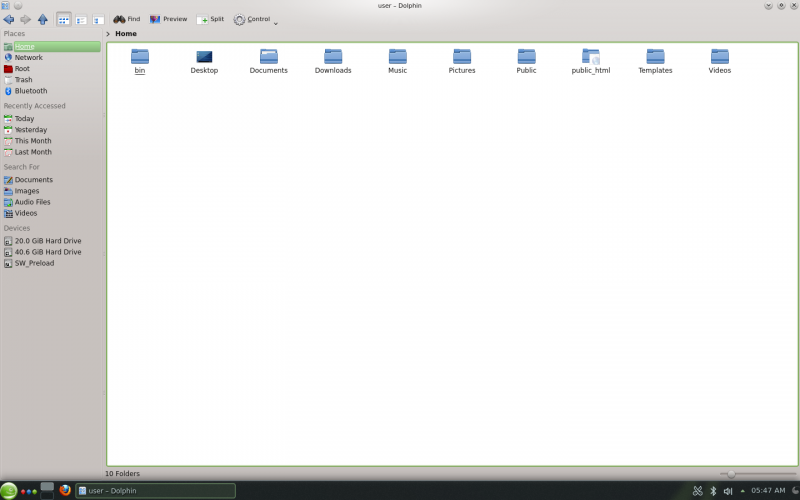 user – Dolphin
Find Preview Split Control
Places
Home
Network
Root
Trash
Bluetooth
Recently Accessed
Today
Yesterday
This Month
Last Month
Search For
Documents
Images
Audio Files
Videos
Devices
20.0 GiB Hard Drive
40.6 GiB Hard Drive
SW_Preload
Home
bin Desktop Documents Downloads Music Pictures Public public_html Templates Videos
10 Folders
user – Dolphin
05:47 AM